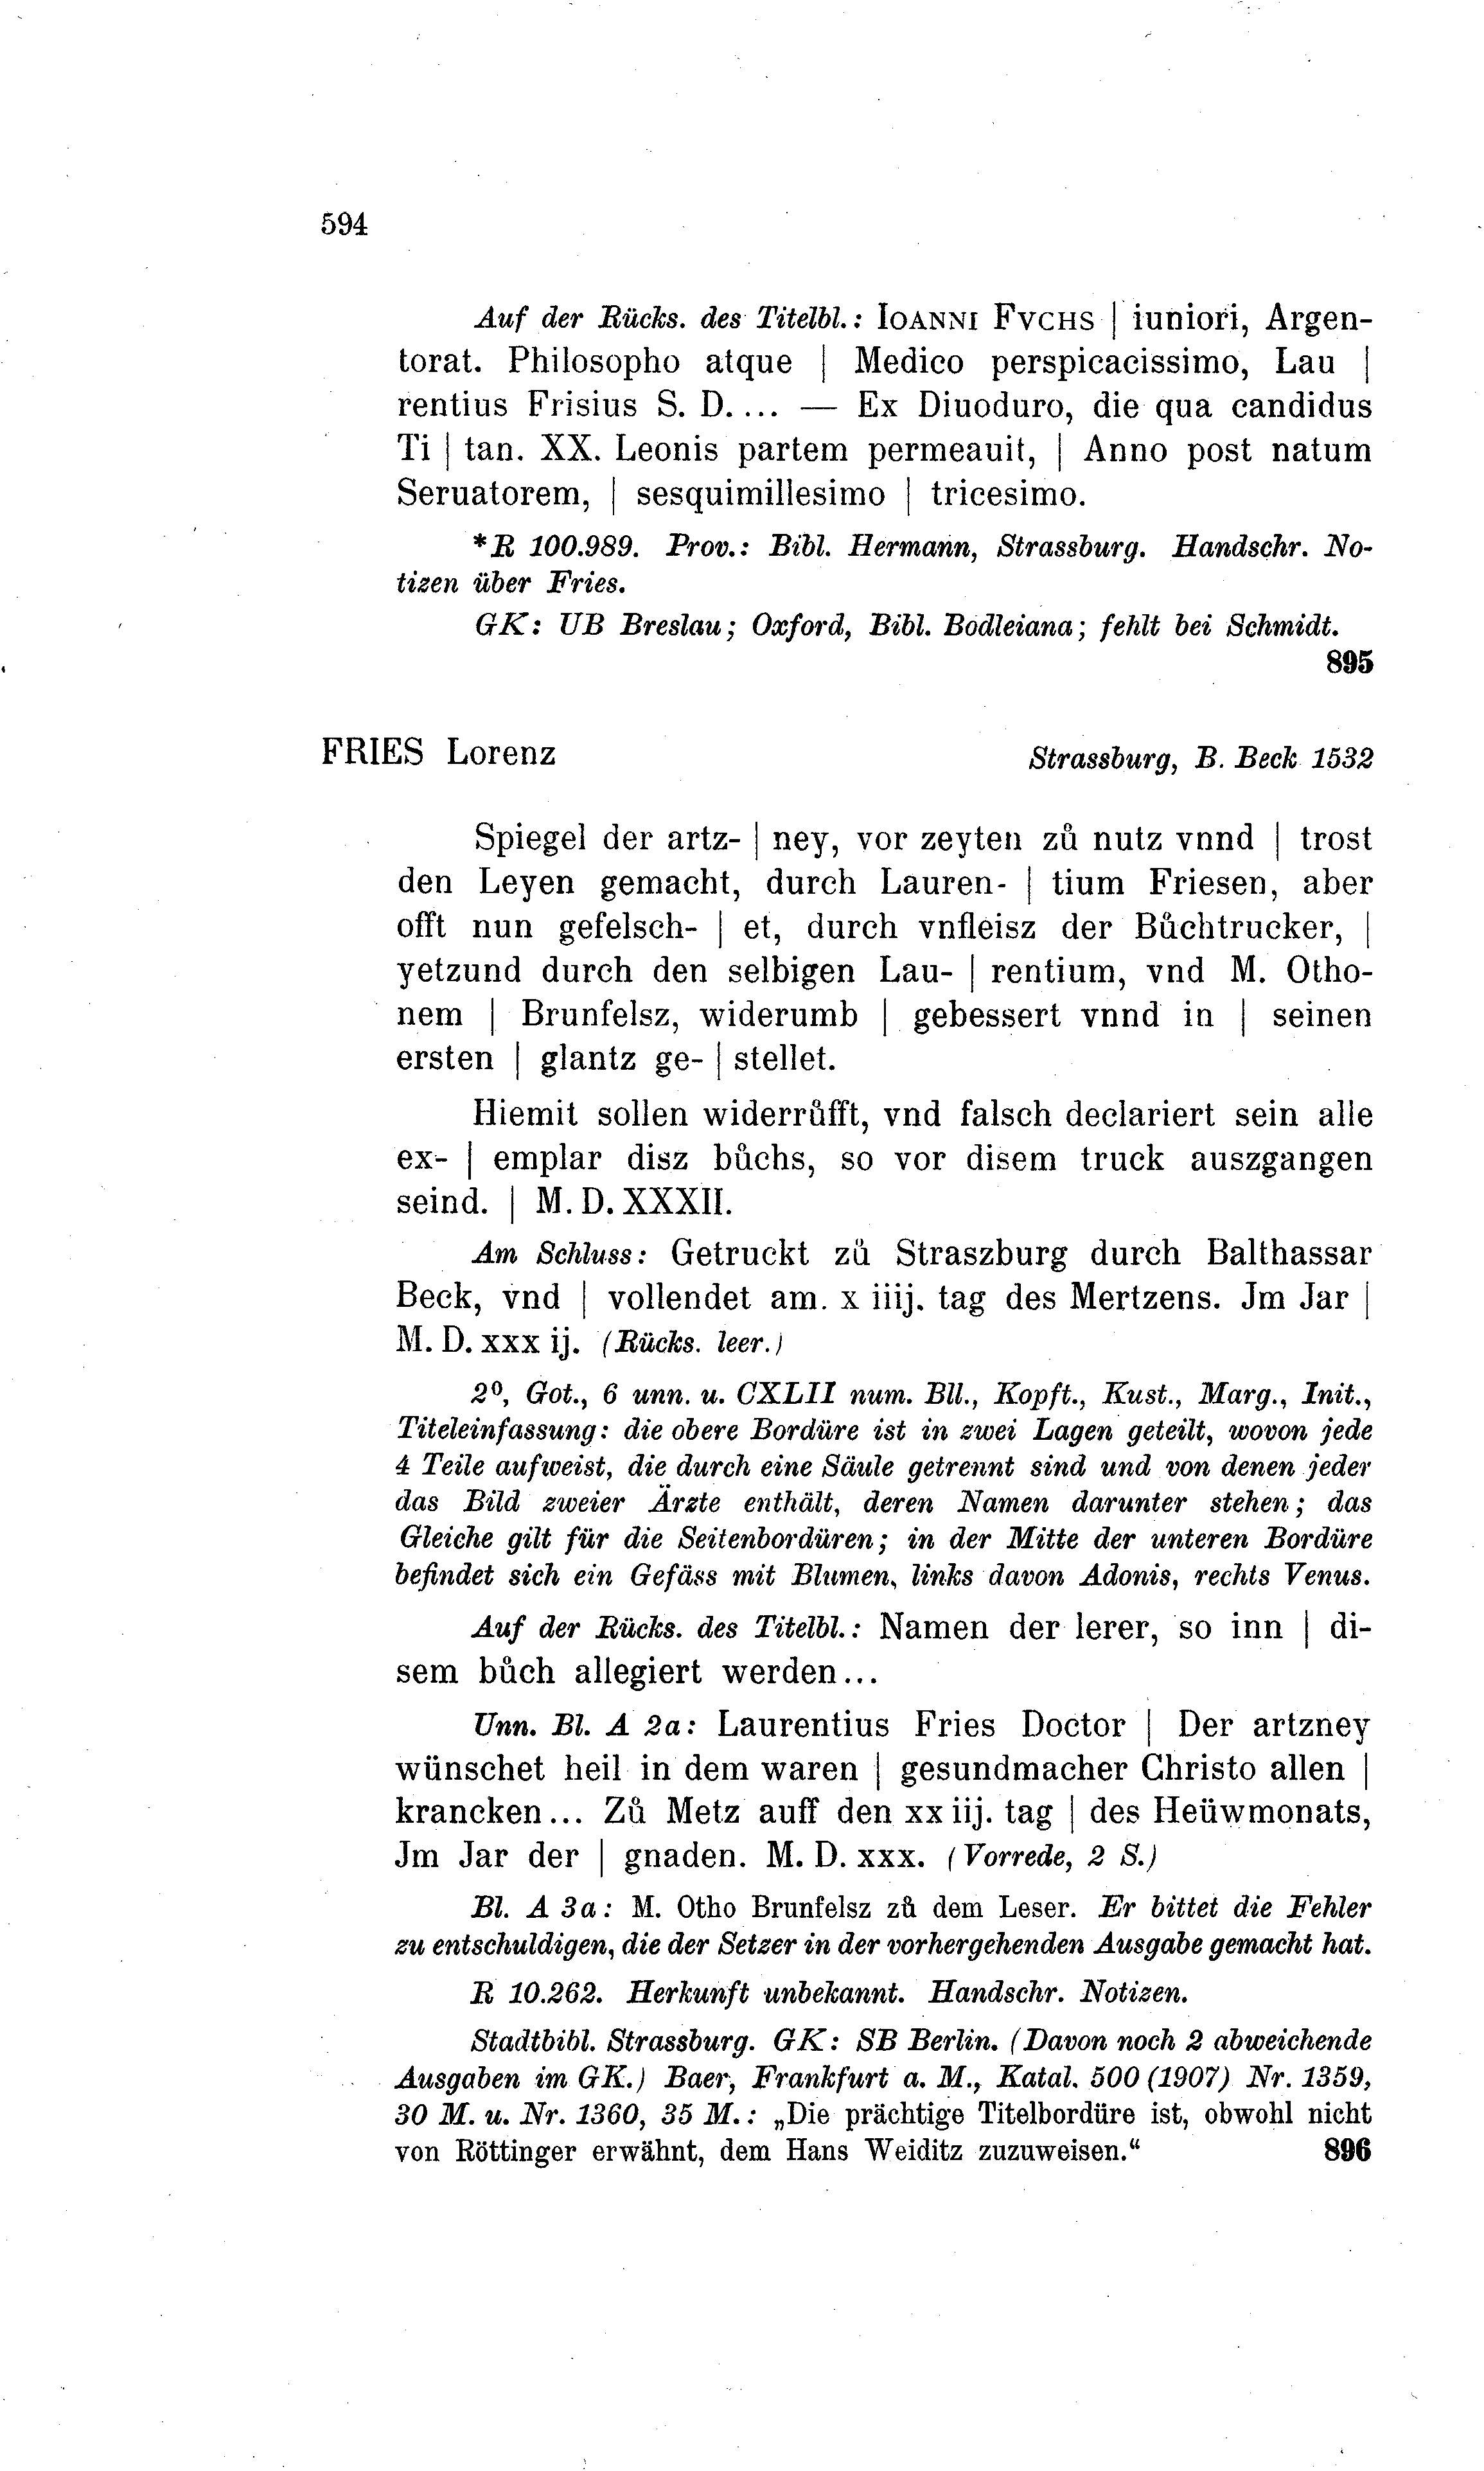 594
Auf der Rücks. des Titelbl.: IOANNI FVCHS | iuniori, Argen-
torat. Philosopho atque | Medico perspicacissimo, Lau |
rentius Frisius S. D.... — Ex Diuoduro, die qua candidus
Ti | tan. XX. Leonis partem permeauit, | Anno post natum
Seruatorem, | sesquimillesimo | tricesimo.
*R 100.989. Prov.: Bibl. Hermann, Strassburg. Handschr. No-
tizen über Fries.
GK: UB Breslau; Oxford, Bibl. Bodleiana; fehlt bei Schmidt.
895
FRIES Lorenz Strassburg, B. Beck 1532
Spiegel der artz- | ney, vor zeyten zů nutz vnnd | trost
den Leyen gemacht, durch Lauren- | tium Friesen, aber
offt nun gefelsch- | et, durch vnfleisz der Bůchtrucker, |
yetzund durch den selbigen Lau- | rentium, vnd M. Otho-
nem | Brunfelsz, widerumb | gebessert vnnd in | seinen
ersten | glantz ge- | stellet.
Hiemit sollen widerrůfft, vnd falsch declariert sein alle
ex- | emplar disz bůchs, so vor disem truck auszgangen
seind. | M. D. XXXII.
Am Schluss: Getruckt zů Straszburg durch Balthassar
Beck, vnd | vollendet am. x iiij. tag des Mertzens. Jm Jar |
M. D. xxx ij. (Rücks. leer.)
2⁰, Got., 6 unn. u. CXLII num. Bll., Kopft., Kust., Marg., Init.,
Titeleinfassung: die obere Bordüre ist in zwei Lagen geteilt, wovon jede
4 Teile aufweist, die durch eine Säule getrennt sind und von denen jeder
das Bild zweier Ärzte enthält, deren Namen darunter stehen; das
Gleiche gilt für die Seitenbordüren; in der Mitte der unteren Bordüre
befindet sich ein Gefäss mit Blumen, links davon Adonis, rechts Venus.
Auf der Rücks. des Titelbl.: Namen der lerer, so inn | di-
sem bůch allegiert werden...
Unn. Bl. A 2a: Laurentius Fries Doctor | Der artzney
wünschet heil in dem waren | gesundmacher Christo allen |
krancken... Zů Metz auff den xx iij. tag | des Heüwmonats,
Jm Jar der | gnaden. M. D. xxx. (Vorrede, 2 S.)
Bl. A 3a: M. Otho Brunfelsz zů dem Leser. Er bittet die Fehler
zu entschuldigen, die der Setzer in der vorhergehenden Ausgabe gemacht hat.
R 10.262. Herkunft unbekannt. Handschr. Notizen.
Stadtbibl. Strassburg. GK: SB Berlin. (Davon noch 2 abweichende
Ausgaben im GK.) Baer, Frankfurt a. M., Katal. 500 (1907) Nr. 1359,
30 M. u. Nr. 1360, 35 M.: „Die prächtige Titelbordüre ist, obwohl nicht
von Röttinger erwähnt, dem Hans Weiditz zuzuweisen.“ 896